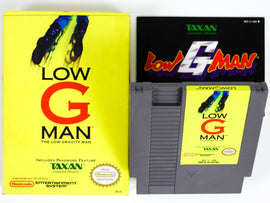 LOW
G
MAN
THE LOW GRAVITY MAN
INCLUDES PASSWORD FEATURE
TAXAN
Nintendo
ENTERTAINMENT
SYSTEM
TAXAN
LOW G MAN
LOW
G
MAN
TAXAN
Nintendo